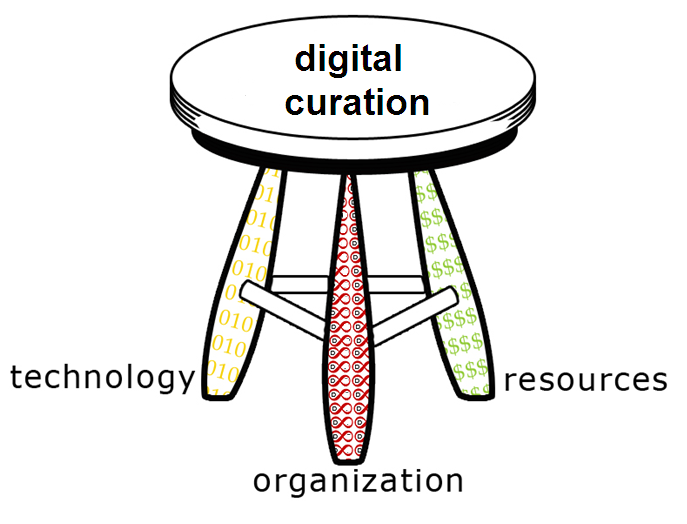 digital
curation
technology
resources
organization